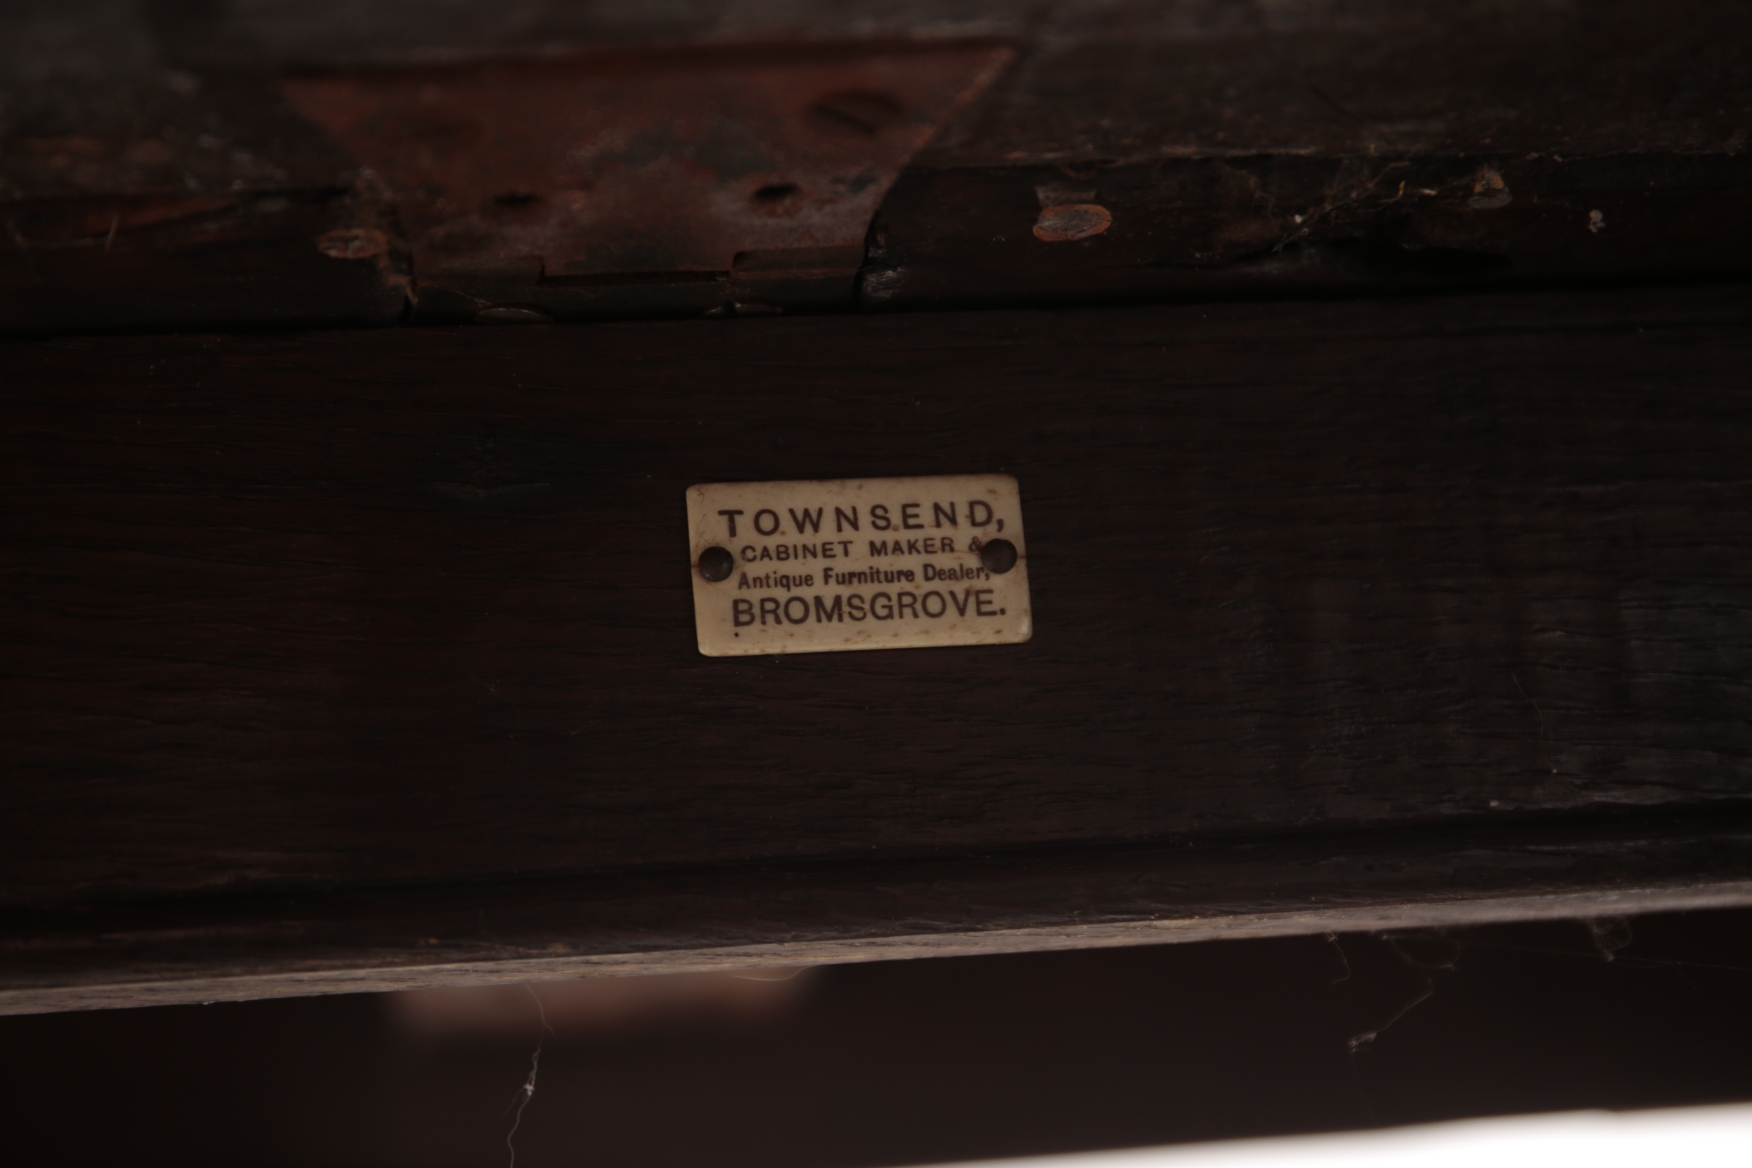 TOWNSEND,
CABINET MAKER &
Antique Furniture Dealer,
BROMSGROVE.